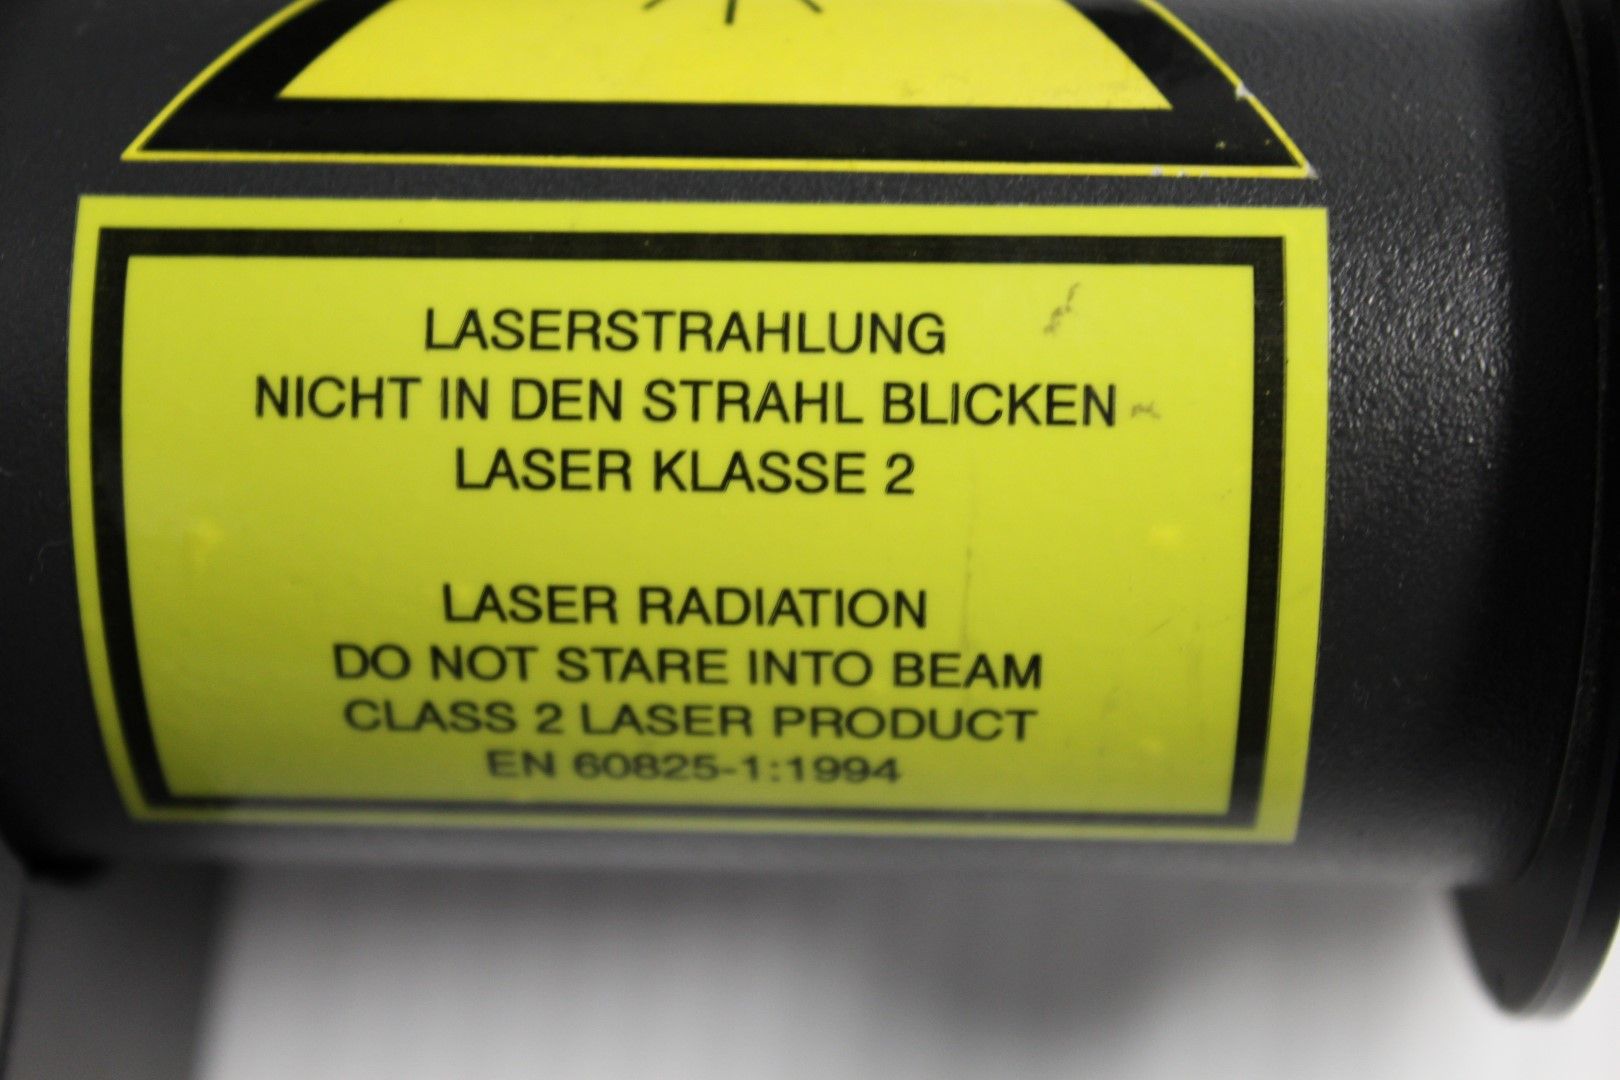 LASERSTRAHLUNG
NICHT IN DEN STRAHL BLICKEN
LASER KLASSE 2
LASER RADIATION
DO NOT STARE INTO BEAM
CLASS 2 LASER PRODUCT
EN 60825-1:1994